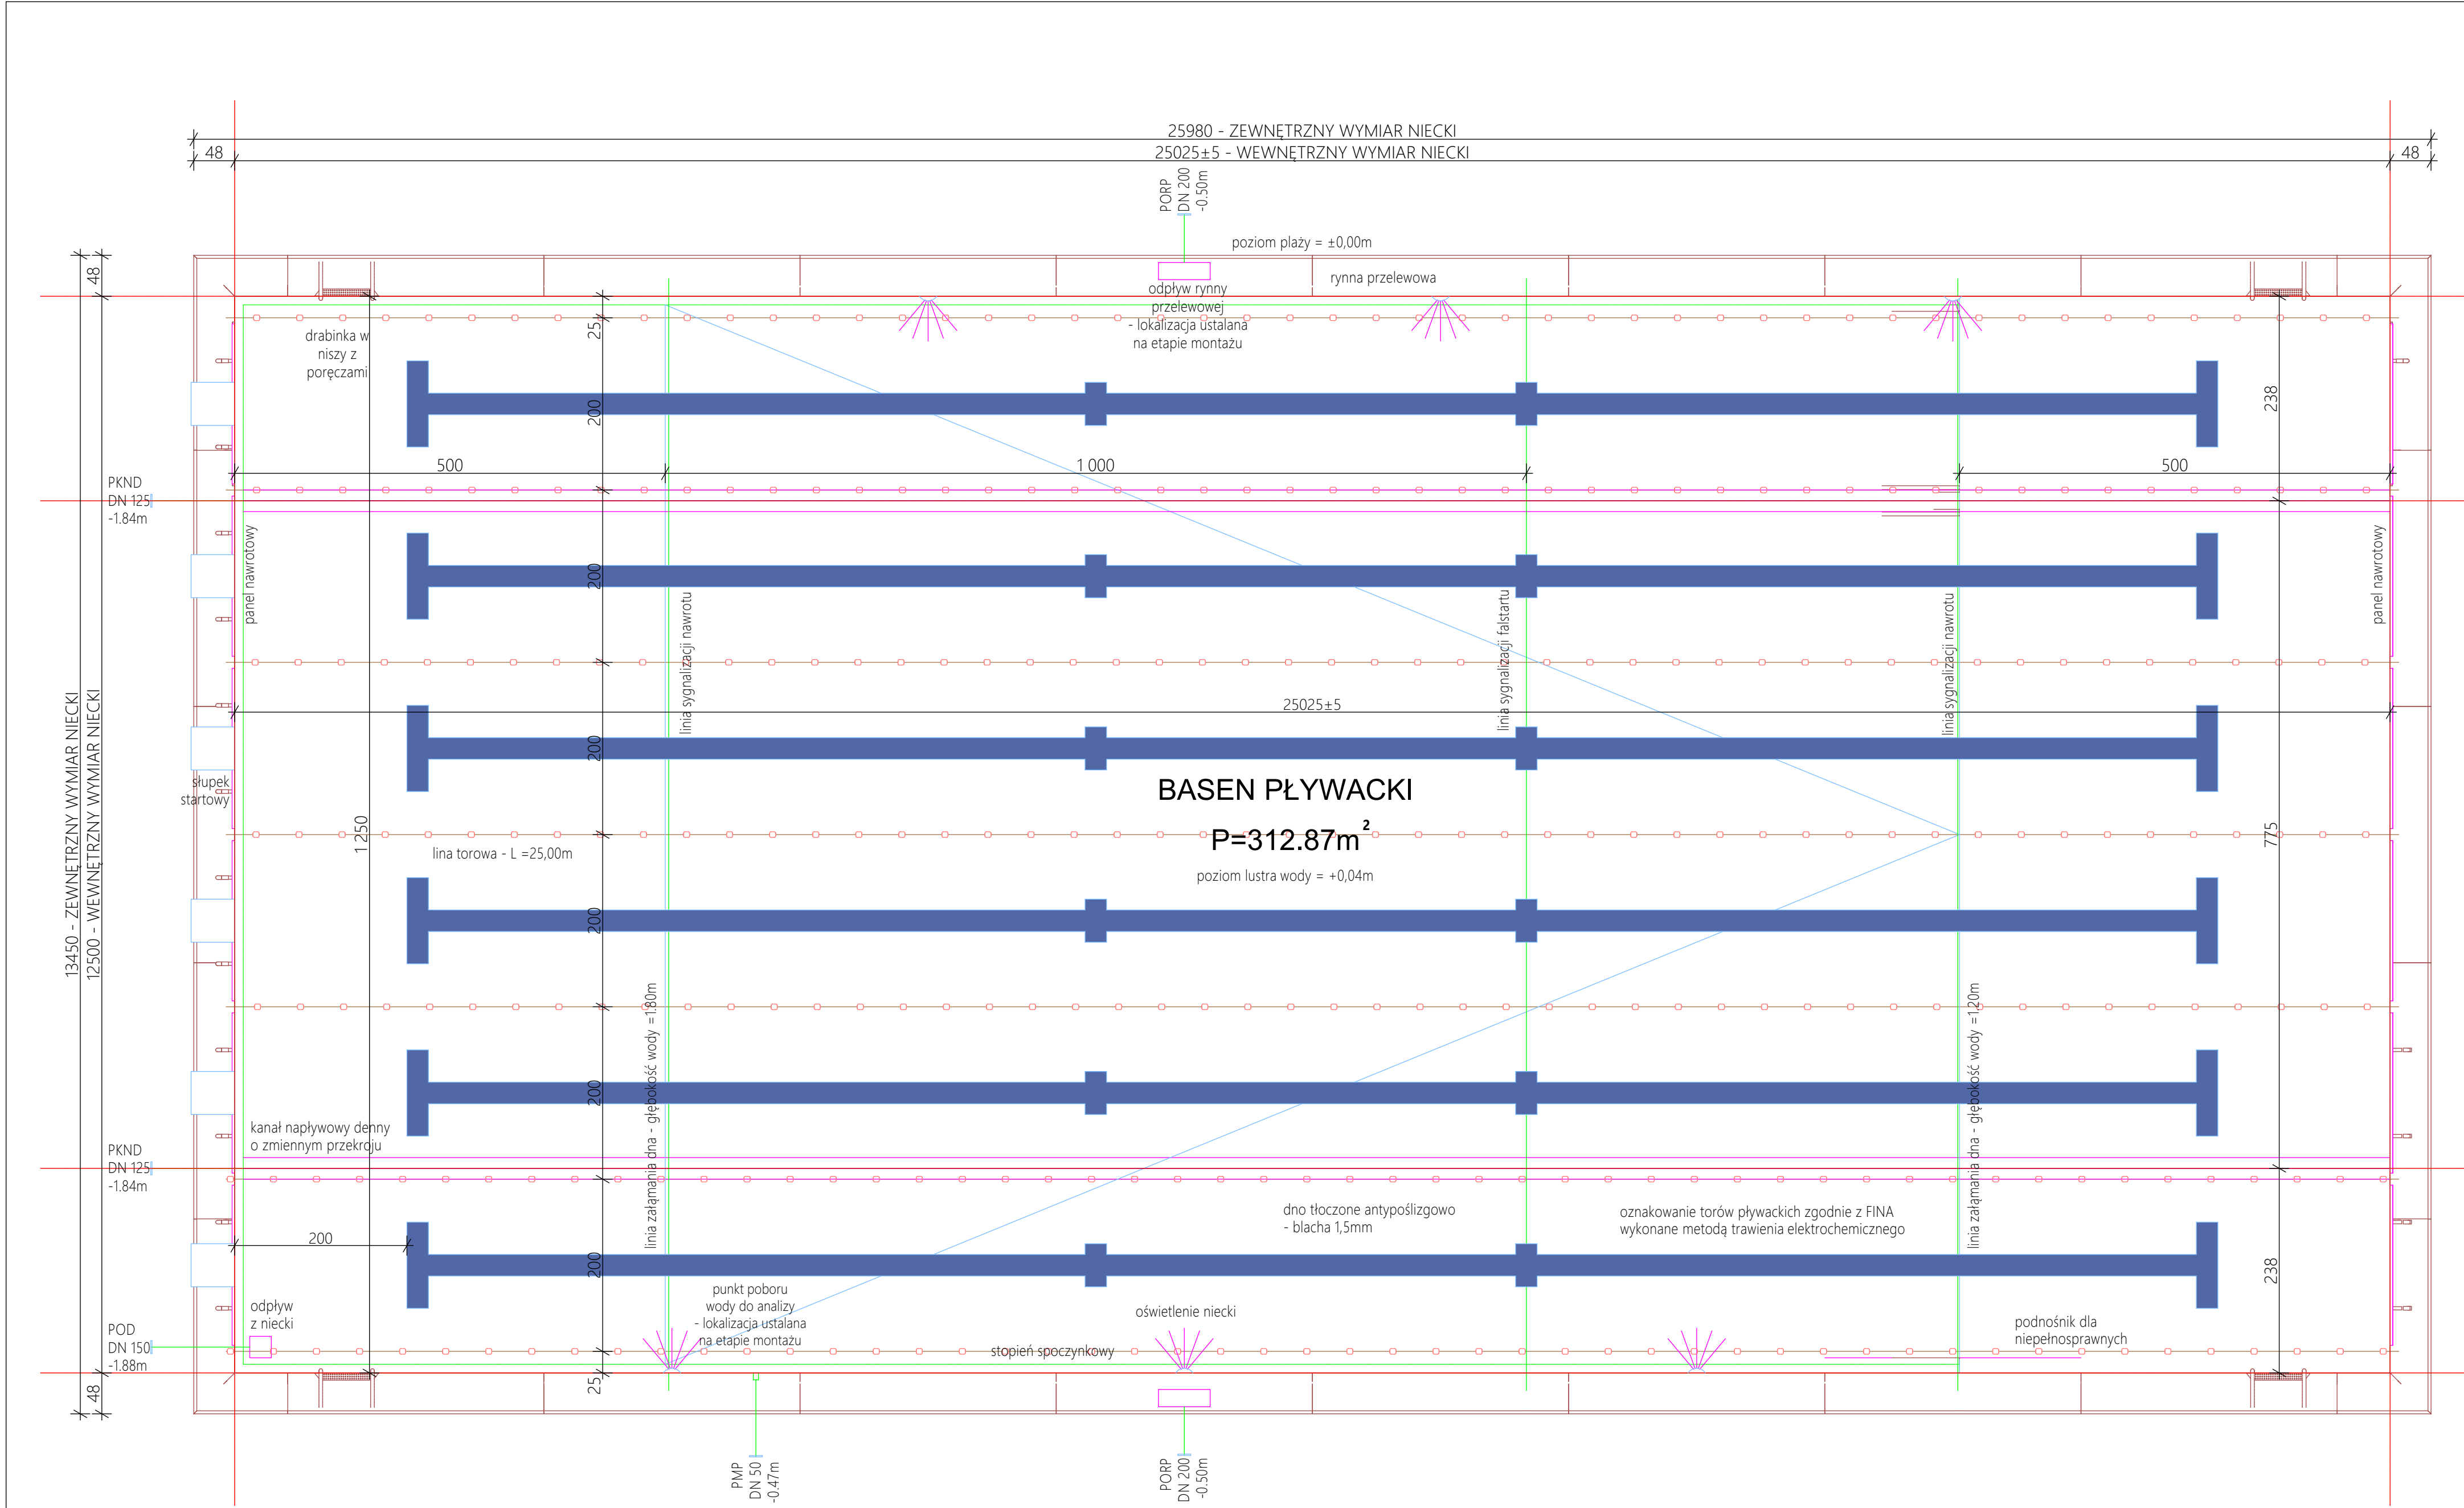 25980 - ZEWNĘTRZNY WYMIAR NIECKI
48
25025±5 - WEWNĘTRZNY WYMIAR NIECKI
48
PORP
DN 200
-0.50m
poziom plaży = ±0,00m
rynna przelewowa
48
odpływ rynny
przelewowej
- lokalizacja ustalana
na etapie montażu
25
drabinka w
niszy z
poręczami
200
238
500
1 000
500
PKND
DN 125
-1.84m
panel nawrotowy
200
linia sygnalizacji nawrotu
linia sygnalizacji falstartu
linia sygnalizacji nawrotu
panel nawrotowy
13450 - ZEWNĘTRZNY WYMIAR NIECKI
12500 - WEWNĘTRZNY WYMIAR NIECKI
25025±5
200
słupek
startowy
BASEN PŁYWACKI
P=312.87m²
1 250
775
lina torowa - L =25,00m
poziom lustra wody = +0,04m
200
linia załamania dna - głębokość wody =1.80m
linia załamania dna - głębokość wody =1.20m
200
kanał napływowy denny
o zmiennym przekroju
PKND
DN 125
-1.84m
dno tłoczone antypoślizgowo
- blacha 1,5mm
oznakowanie torów pływackich zgodnie z FINA
wykonane metodą trawienia elektrochemicznego
200
200
238
odpływ
z niecki
punkt poboru
wody do analizy
- lokalizacja ustalana
na etapie montażu
oświetlenie niecki
podnośnik dla
niepełnosprawnych
POD
DN 150
-1.88m
stopień spoczynkowy
25
48
PMP
DN 50
-0.47m
PORP
DN 200
-0.50m